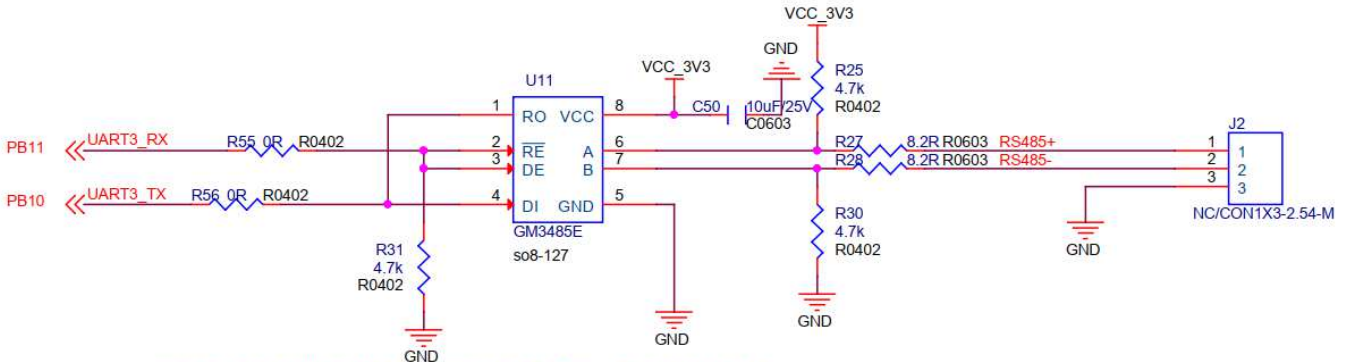 VCC_3V3
GND
VCC_3V3
U11
R25
4.7k
R0402
1 RO VCC 8
C50 10uF/25V
C0603
PB11 UART3_RX R55 0R R0402
2 RE A 6
R27 8.2R R0603 RS485+
3 DE B 7
R28 8.2R R0603 RS485-
J2
1 1
2 2
3 3
NC/CON1X3-2.54-M
PB10 UART3_TX R56 0R R0402
4 DI GND 5
GM3485E
so8-127
R30
4.7k
R0402
GND
R31
4.7k
R0402
GND
GND
GND